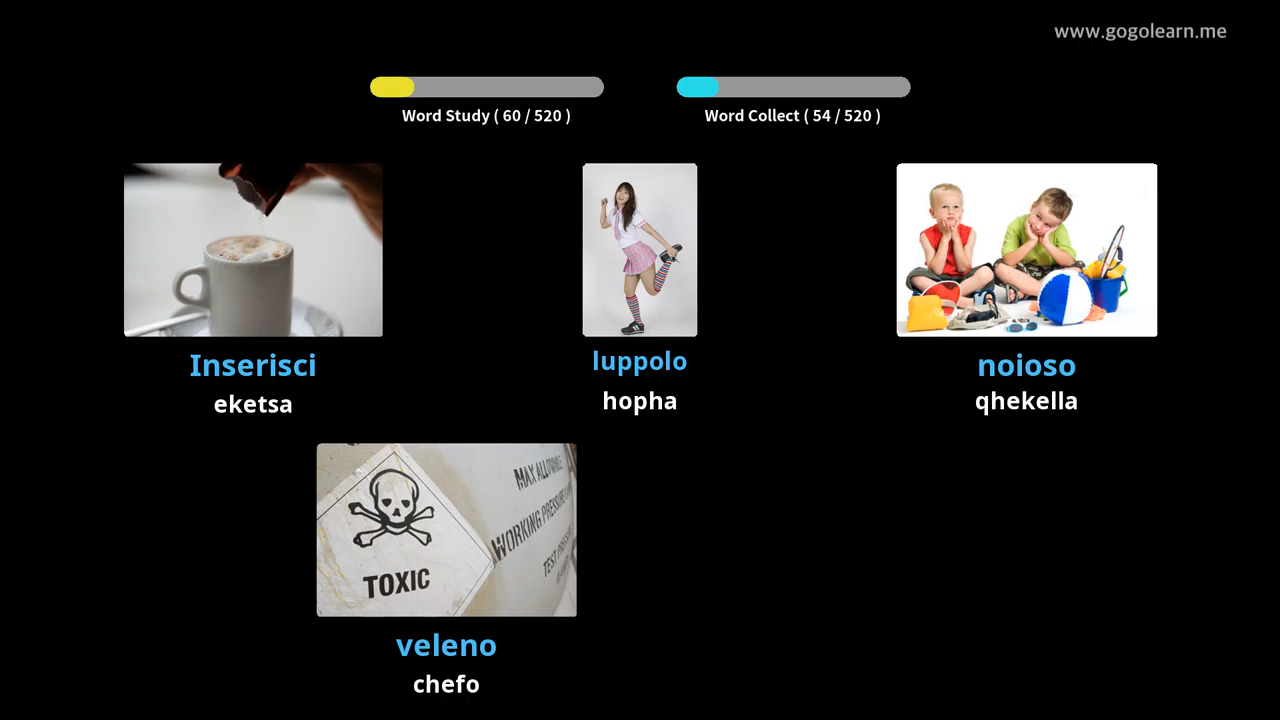 www.gogolearn.me
Word Study ( 60 / 520 )
Word Collect ( 54 / 520 )
Inserisci
eketsa
luppolo
hopha
noioso
qhekella
MAX ALLOWABLE
WORKING PRESSURE
TEST
TOXIC
veleno
chefo